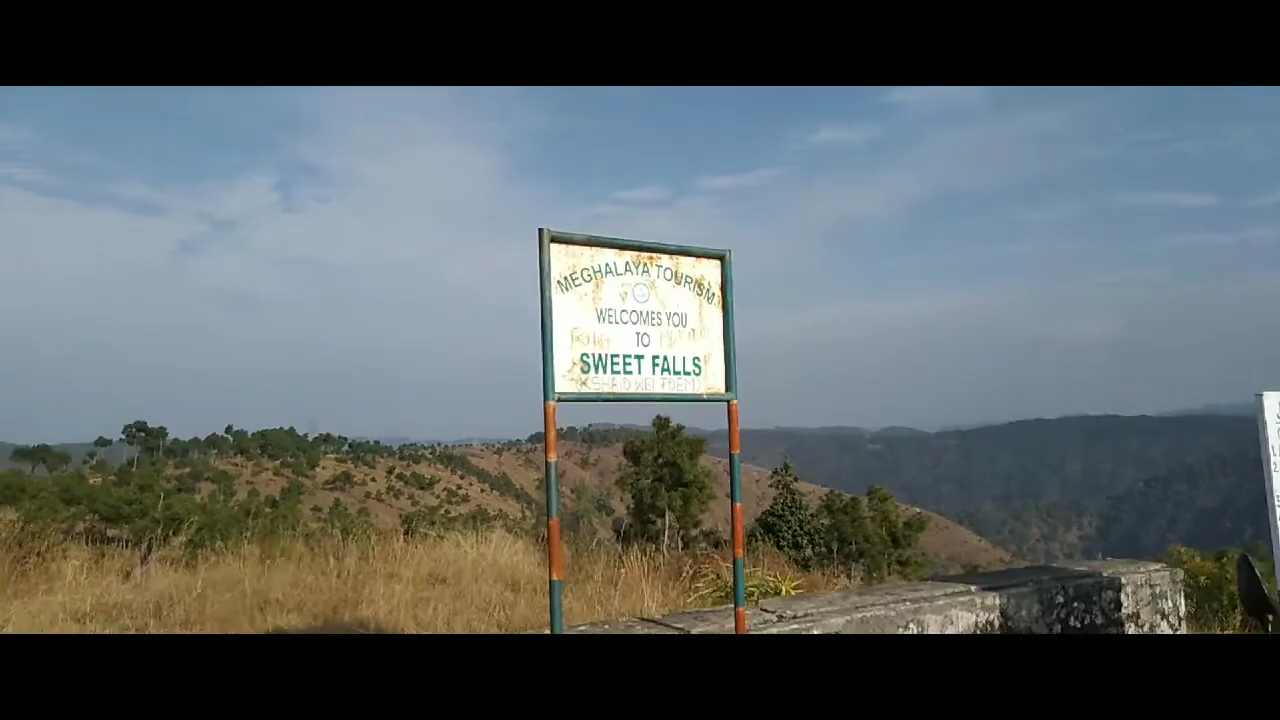 MEGHALAYA TOURISM
WELCOMES YOU
TO
SWEET FALLS
(KSHAID WEI TDEM)